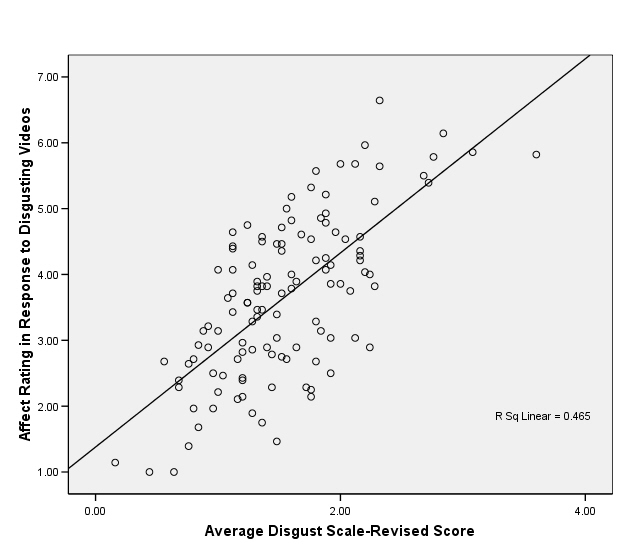 7.00
6.00
5.00
4.00
3.00
2.00
1.00
Affect Rating in Response to Disgusting Videos
R Sq Linear = 0.465
0.00 2.00 4.00
Average Disgust Scale-Revised Score